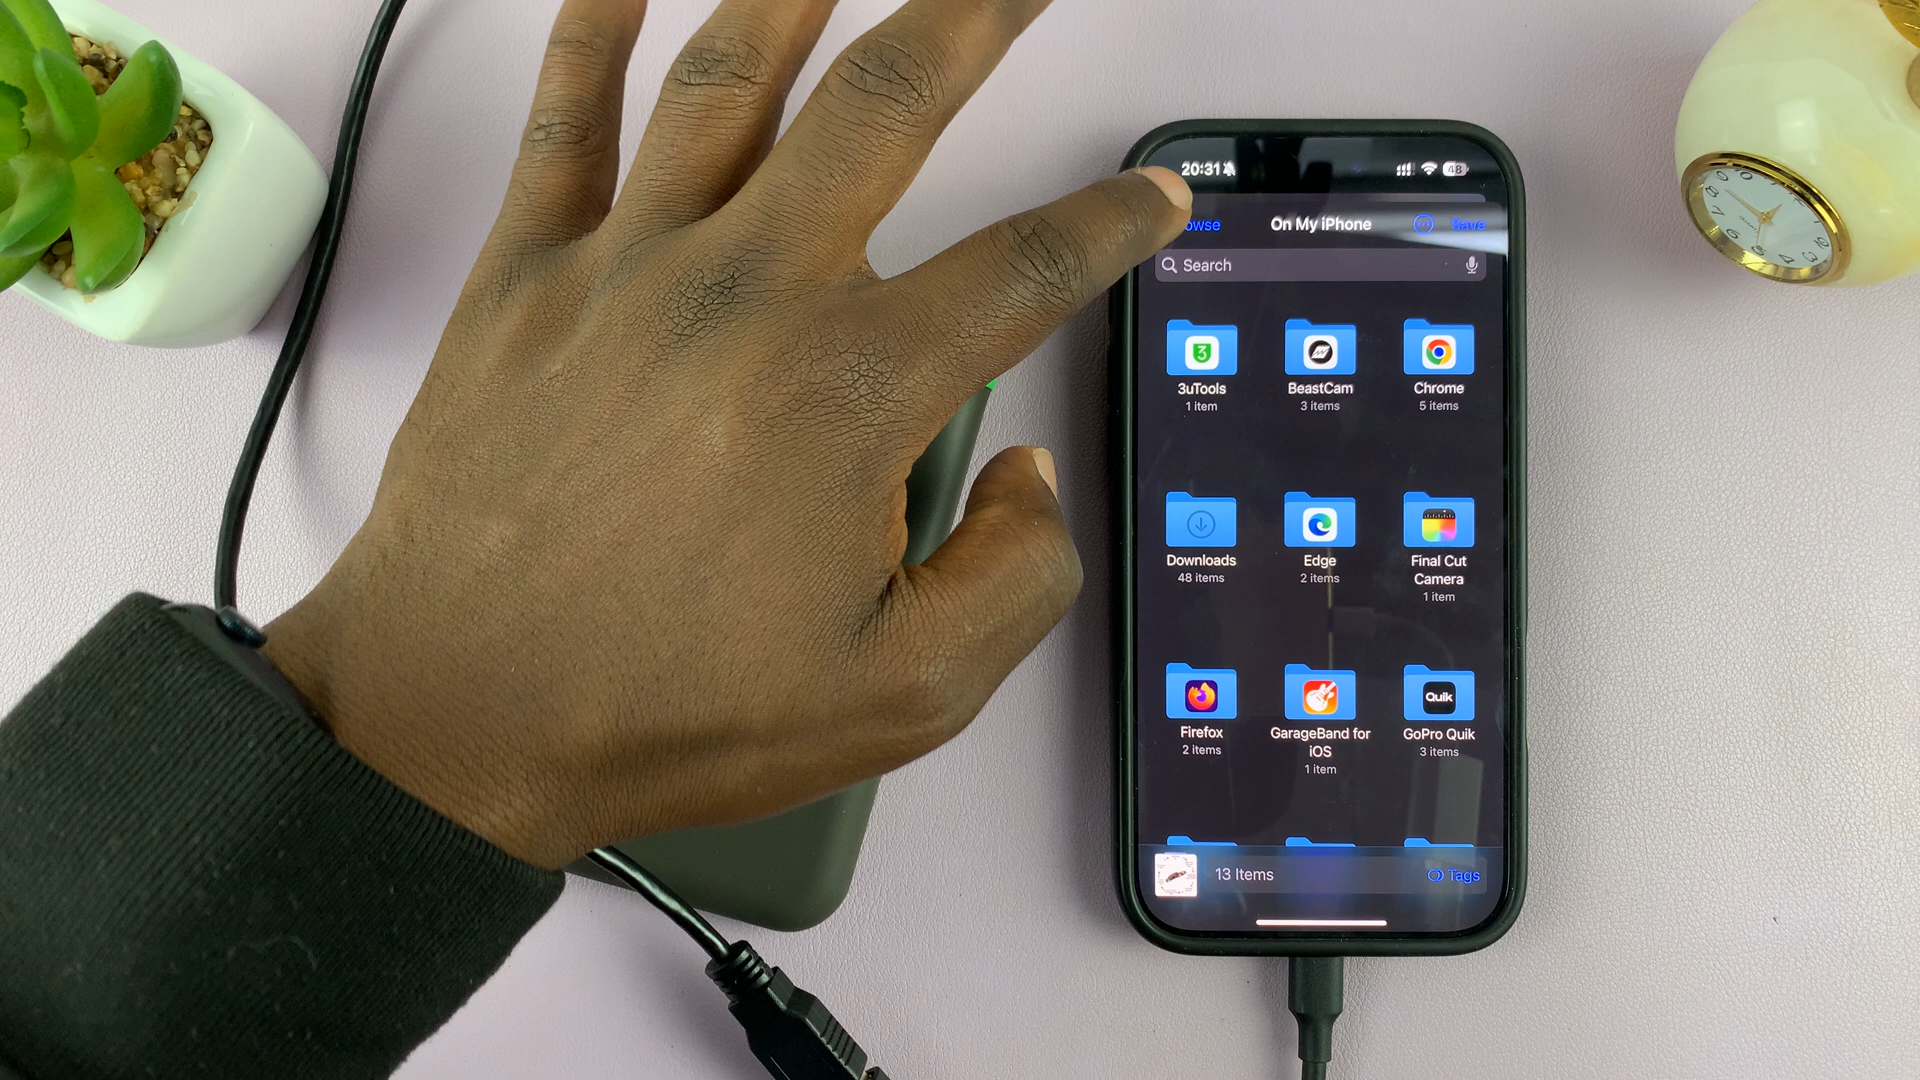 20:31
48
owse
On My iPhone
Save
Search
3
3uTools
1 item
BeastCam
3 items
Chrome
5 items
Downloads
48 items
Edge
2 items
Final Cut
Camera
1 item
Firefox
2 items
GarageBand for
iOS
1 item
Quik
GoPro Quik
3 items
13 Items
Tags